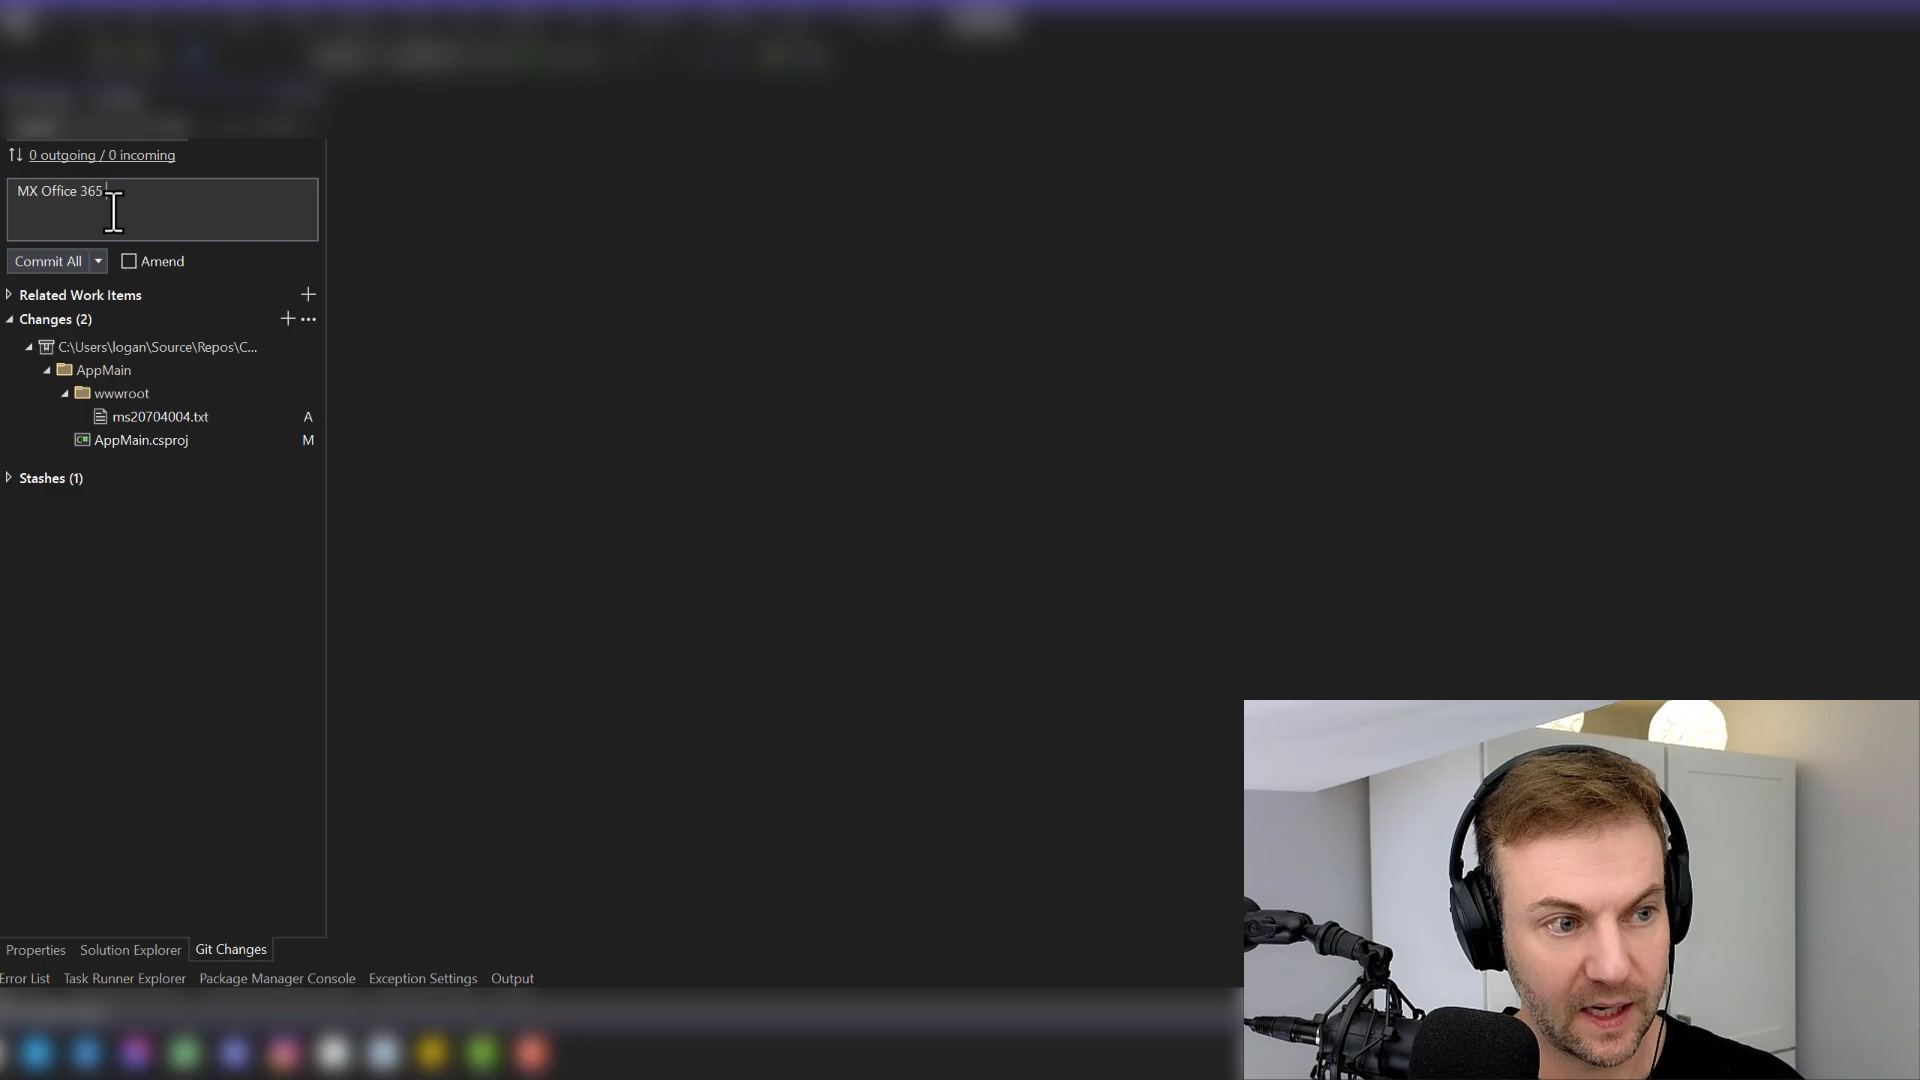 0 outgoing / 0 incoming
MX Office 365
Commit All
Amend
Related Work Items
Changes (2)
C:\Users\logan\Source\Repos\C...
AppMain
wwwroot
ms20704004.txt A
AppMain.csproj M
Stashes (1)
Properties Solution Explorer Git Changes
Error List Task Runner Explorer Package Manager Console Exception Settings Output